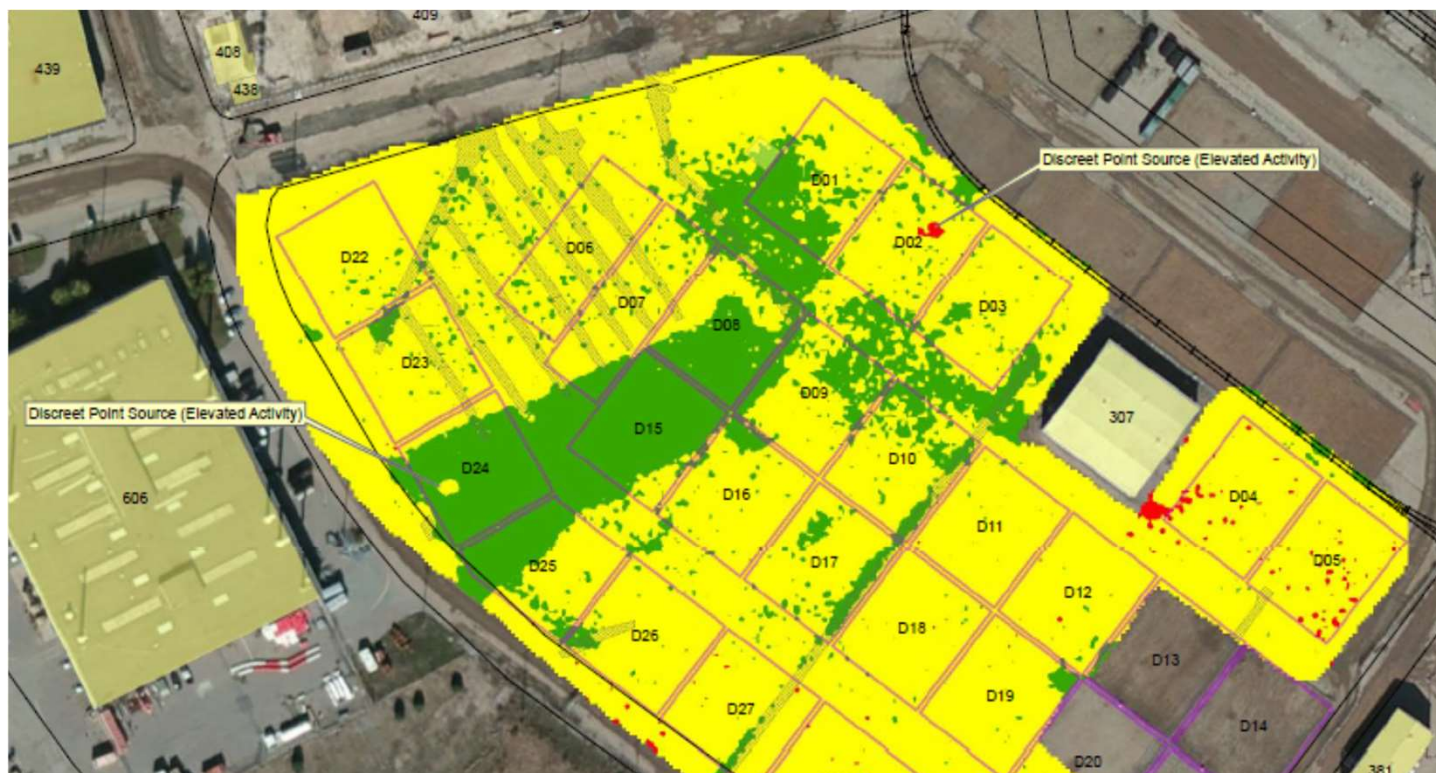 409
439
408
438
D01
Discreet Point Source (Elevated Activity)
D02
D22
D06
D07
D03
D08
D23
D09
307
Discreet Point Source (Elevated Activity)
D15
D24
D10
D04
606
D16
D11
D05
D25
D17
D12
D26
D18
D13
D19
D27
D14
D20
381